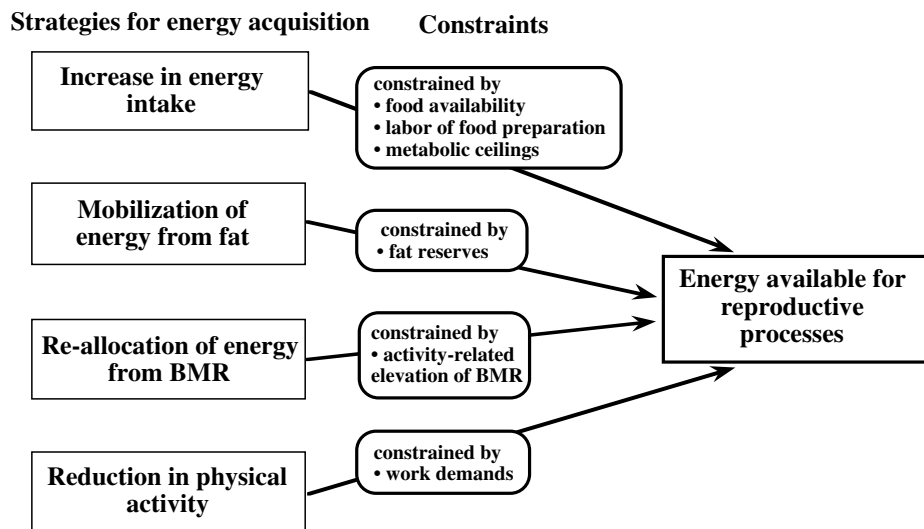 Strategies for energy acquisition
Constraints
Increase in energy
intake
constrained by
• food availability
• labor of food preparation
• metabolic ceilings
Mobilization of
energy from fat
constrained by
• fat reserves
Energy available for
reproductive
processes
Re-allocation of energy
from BMR
constrained by
• activity-related
elevation of BMR
Reduction in physical
activity
constrained by
• work demands